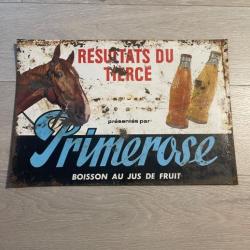 RESULTATS DU
TIERCE
présentés par
Primerose
BOISSON AU JUS DE FRUIT